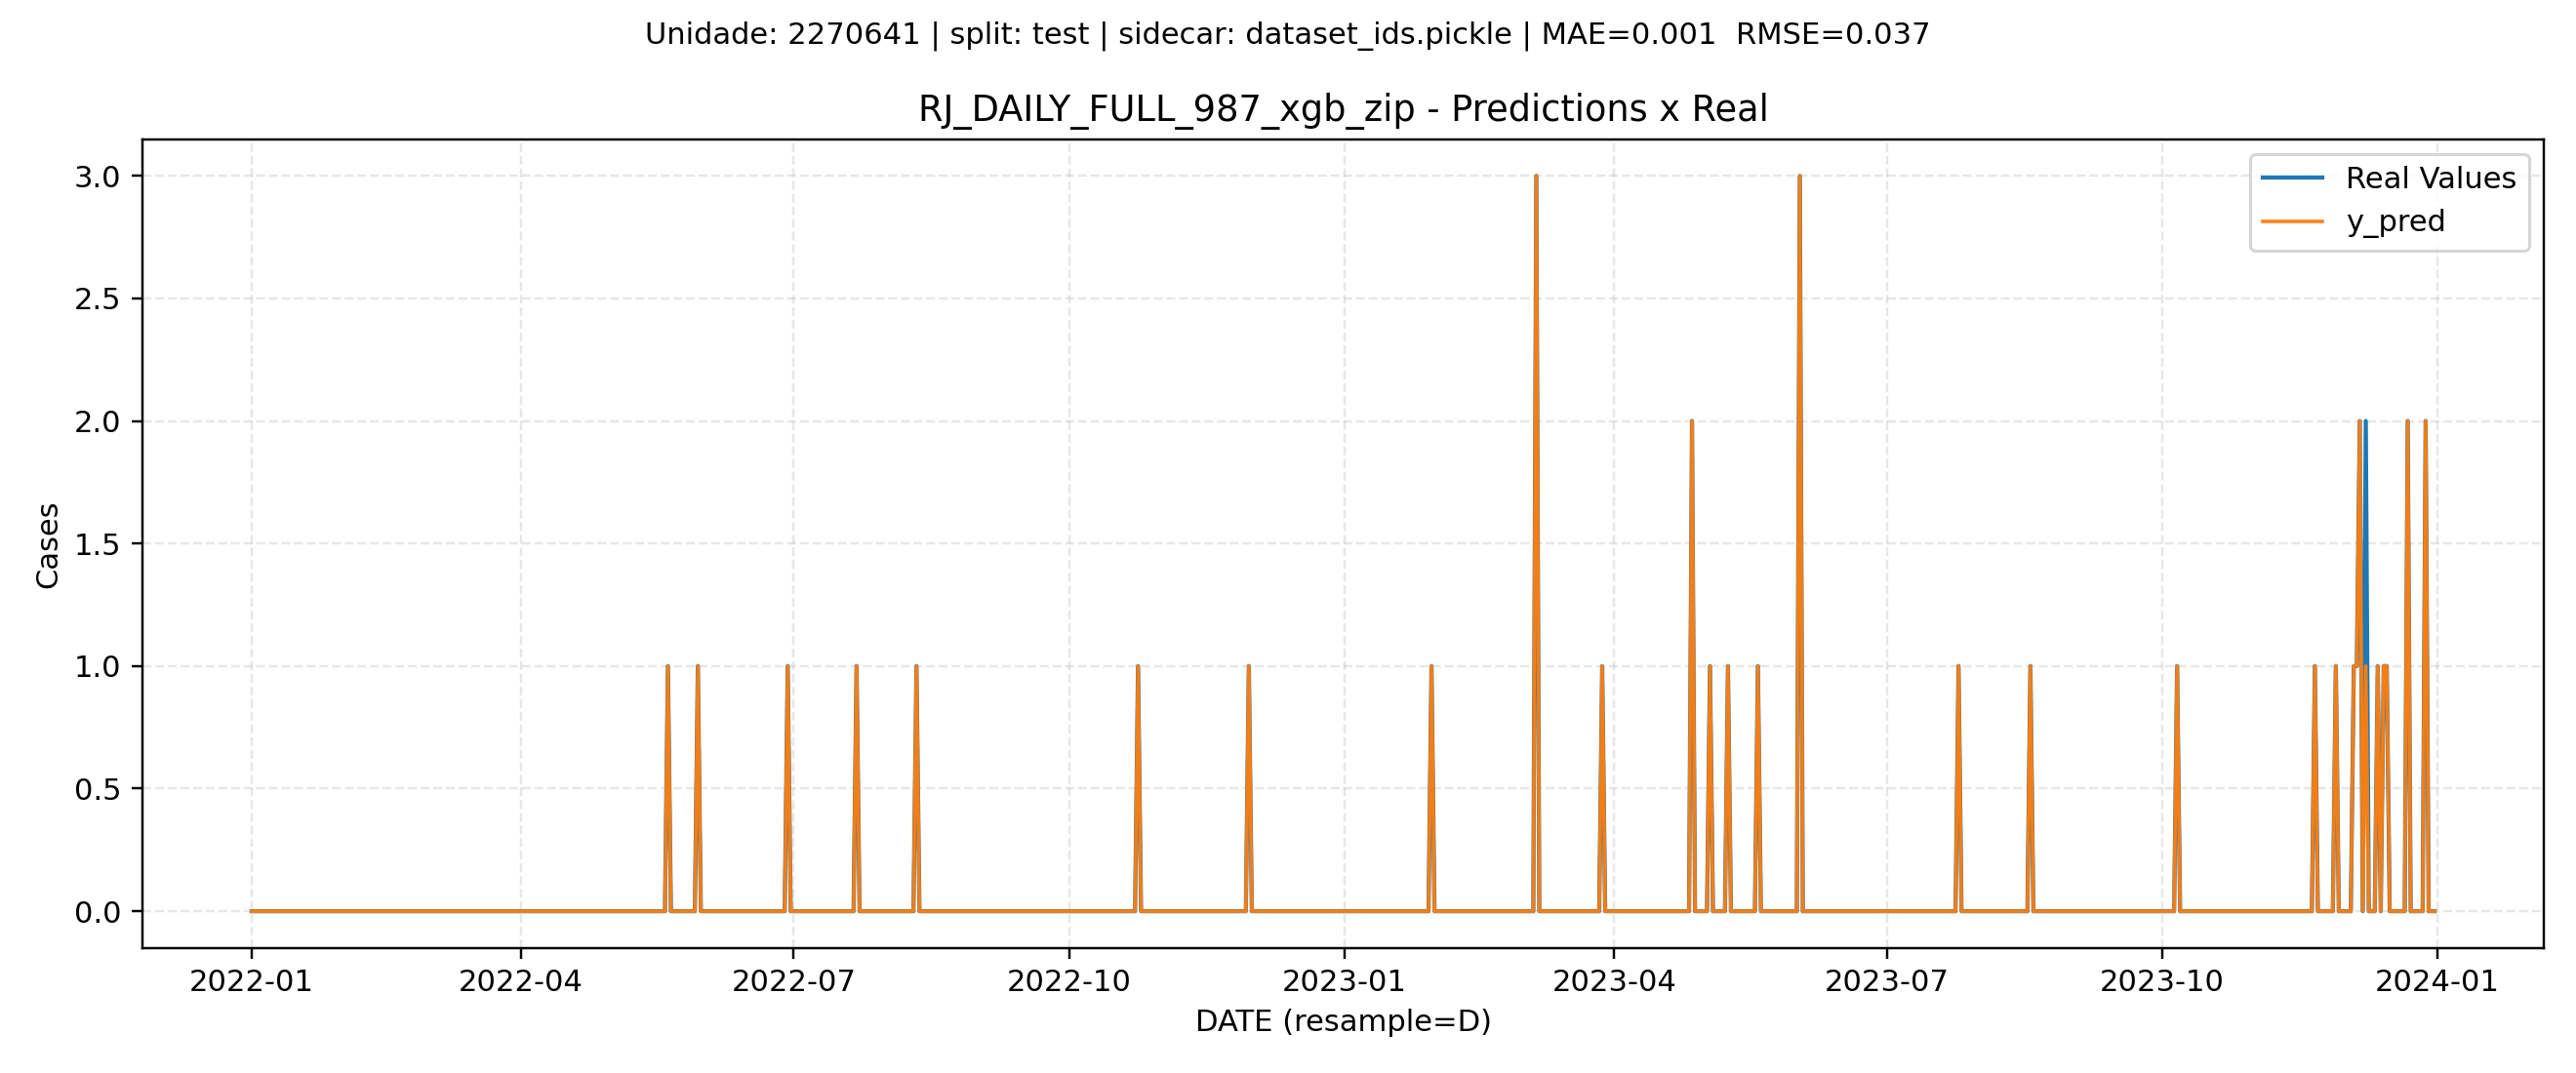 Unidade: 2270641 | split: test | sidecar: dataset_ids.pickle | MAE=0.001  RMSE=0.037
RJ_DAILY_FULL_987_xgb_zip - Predictions x Real
Real Values
y_pred
3.0
2.5
2.0
1.5
1.0
0.5
0.0
Cases
2022-01 2022-04 2022-07 2022-10 2023-01 2023-04 2023-07 2023-10 2024-01
DATE (resample=D)